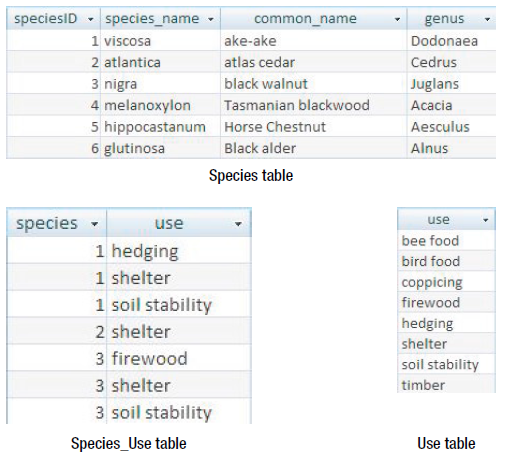 speciesID species_name common_name genus
1 viscosa ake-ake Dodonaea
2 atlantica atlas cedar Cedrus
3 nigra black walnut Juglans
4 melanoxylon Tasmanian blackwood Acacia
5 hippocastanum Horse Chestnut Aesculus
6 glutinosa Black alder Alnus
Species table
species use
1 hedging
1 shelter
1 soil stability
2 shelter
3 firewood
3 shelter
3 soil stability
Species_Use table
use
bee food
bird food
coppicing
firewood
hedging
shelter
soil stability
timber
Use table